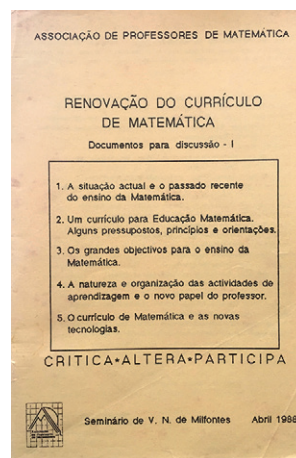 ASSOCIAÇÃO DE PROFESSORES DE MATEMÁTICA
RENOVAÇÃO DO CURRÍCULO
DE MATEMÁTICA
Documentos para discussão - I
1. A situação actual e o passado recente
do ensino da Matemática.
2. Um currículo para Educação Matemática.
Alguns pressupostos, princípios e orientações.
3. Os grandes objectivos para o ensino da
Matemática.
4. A natureza e organização das actividades de
aprendizagem e o novo papel do professor.
5. O currículo de Matemática e as novas
tecnologias.
CRITICA★ALTERA★PARTICIPA
Seminário de V. N. de Milfontes Abril 1988